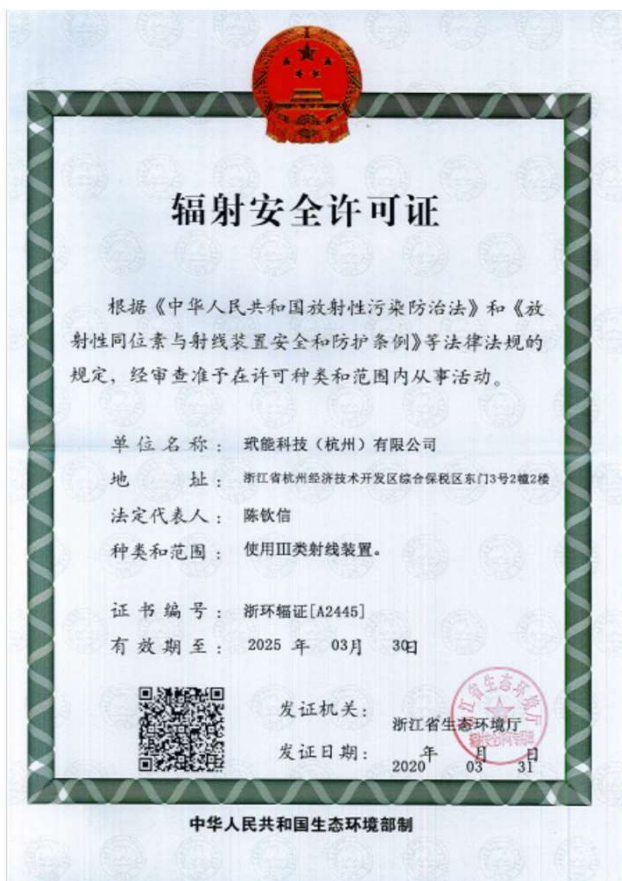 辐射安全许可证
根据《中华人民共和国放射性污染防治法》和《放
射性同位素与射线装置安全和防护条例》等法律法规的
规定，经审查准予在许可种类和范围内从事活动。
单位名称：玳能科技（杭州）有限公司
地址：浙江省杭州经济技术开发区综合保税区东门3号2幢2楼
法定代表人：陈钦信
种类和范围：使用Ⅲ类射线装置。
证书编号：浙环辐证[A2445]
有效期至：2025 年 03月 30日
发证机关：浙江省生态环境厅
浙江省生态环境厅
发证日期：2020 年 03 月 31 日
中华人民共和国生态环境部制